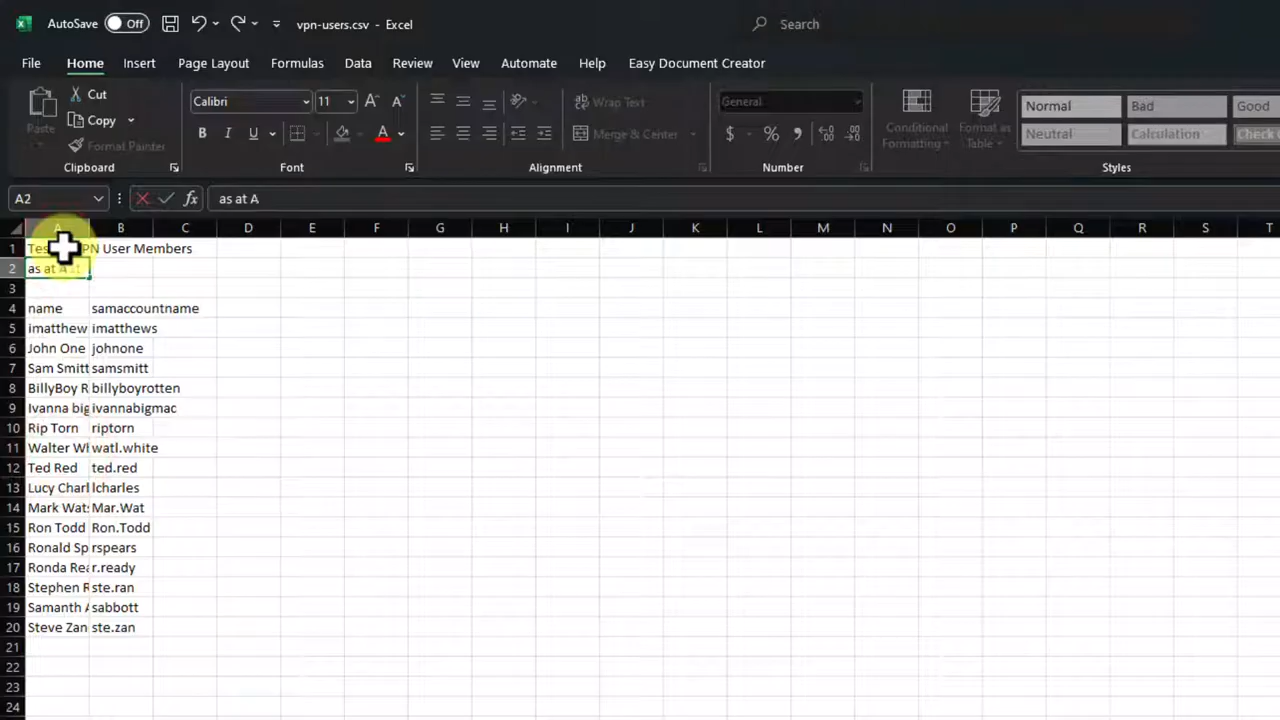 AutoSave Off vpn-users.csv - Excel Search
File Home Insert Page Layout Formulas Data Review View Automate Help Easy Document Creator
Paste Cut Copy Format Painter Clipboard
Calibri 11 A A B I U A Font
Wrap Text Merge & Center Alignment
General $ % , Number
Conditional Formatting Format as Table
Normal Bad Good
Neutral Calculation Check
Styles
A2 fx as at A
A B C D E F G H I J K L M N O P Q R S T
1 PN User Members
2 as at A
3
4 name samaccountname
5 imatthew imatthews
6 John One johnone
7 Sam Smitt samsmitt
8 BillyBoy R billyboyrotten
9 Ivanna big ivannabigmac
10 Rip Torn riptorn
11 Walter Wh watl.white
12 Ted Red ted.red
13 Lucy Charl lcharles
14 Mark Wats Mar.Wat
15 Ron Todd Ron.Todd
16 Ronald Sp rspears
17 Ronda Rea r.ready
18 Stephen R ste.ran
19 Samanth A sabbott
20 Steve Zan ste.zan
21
22
23
24